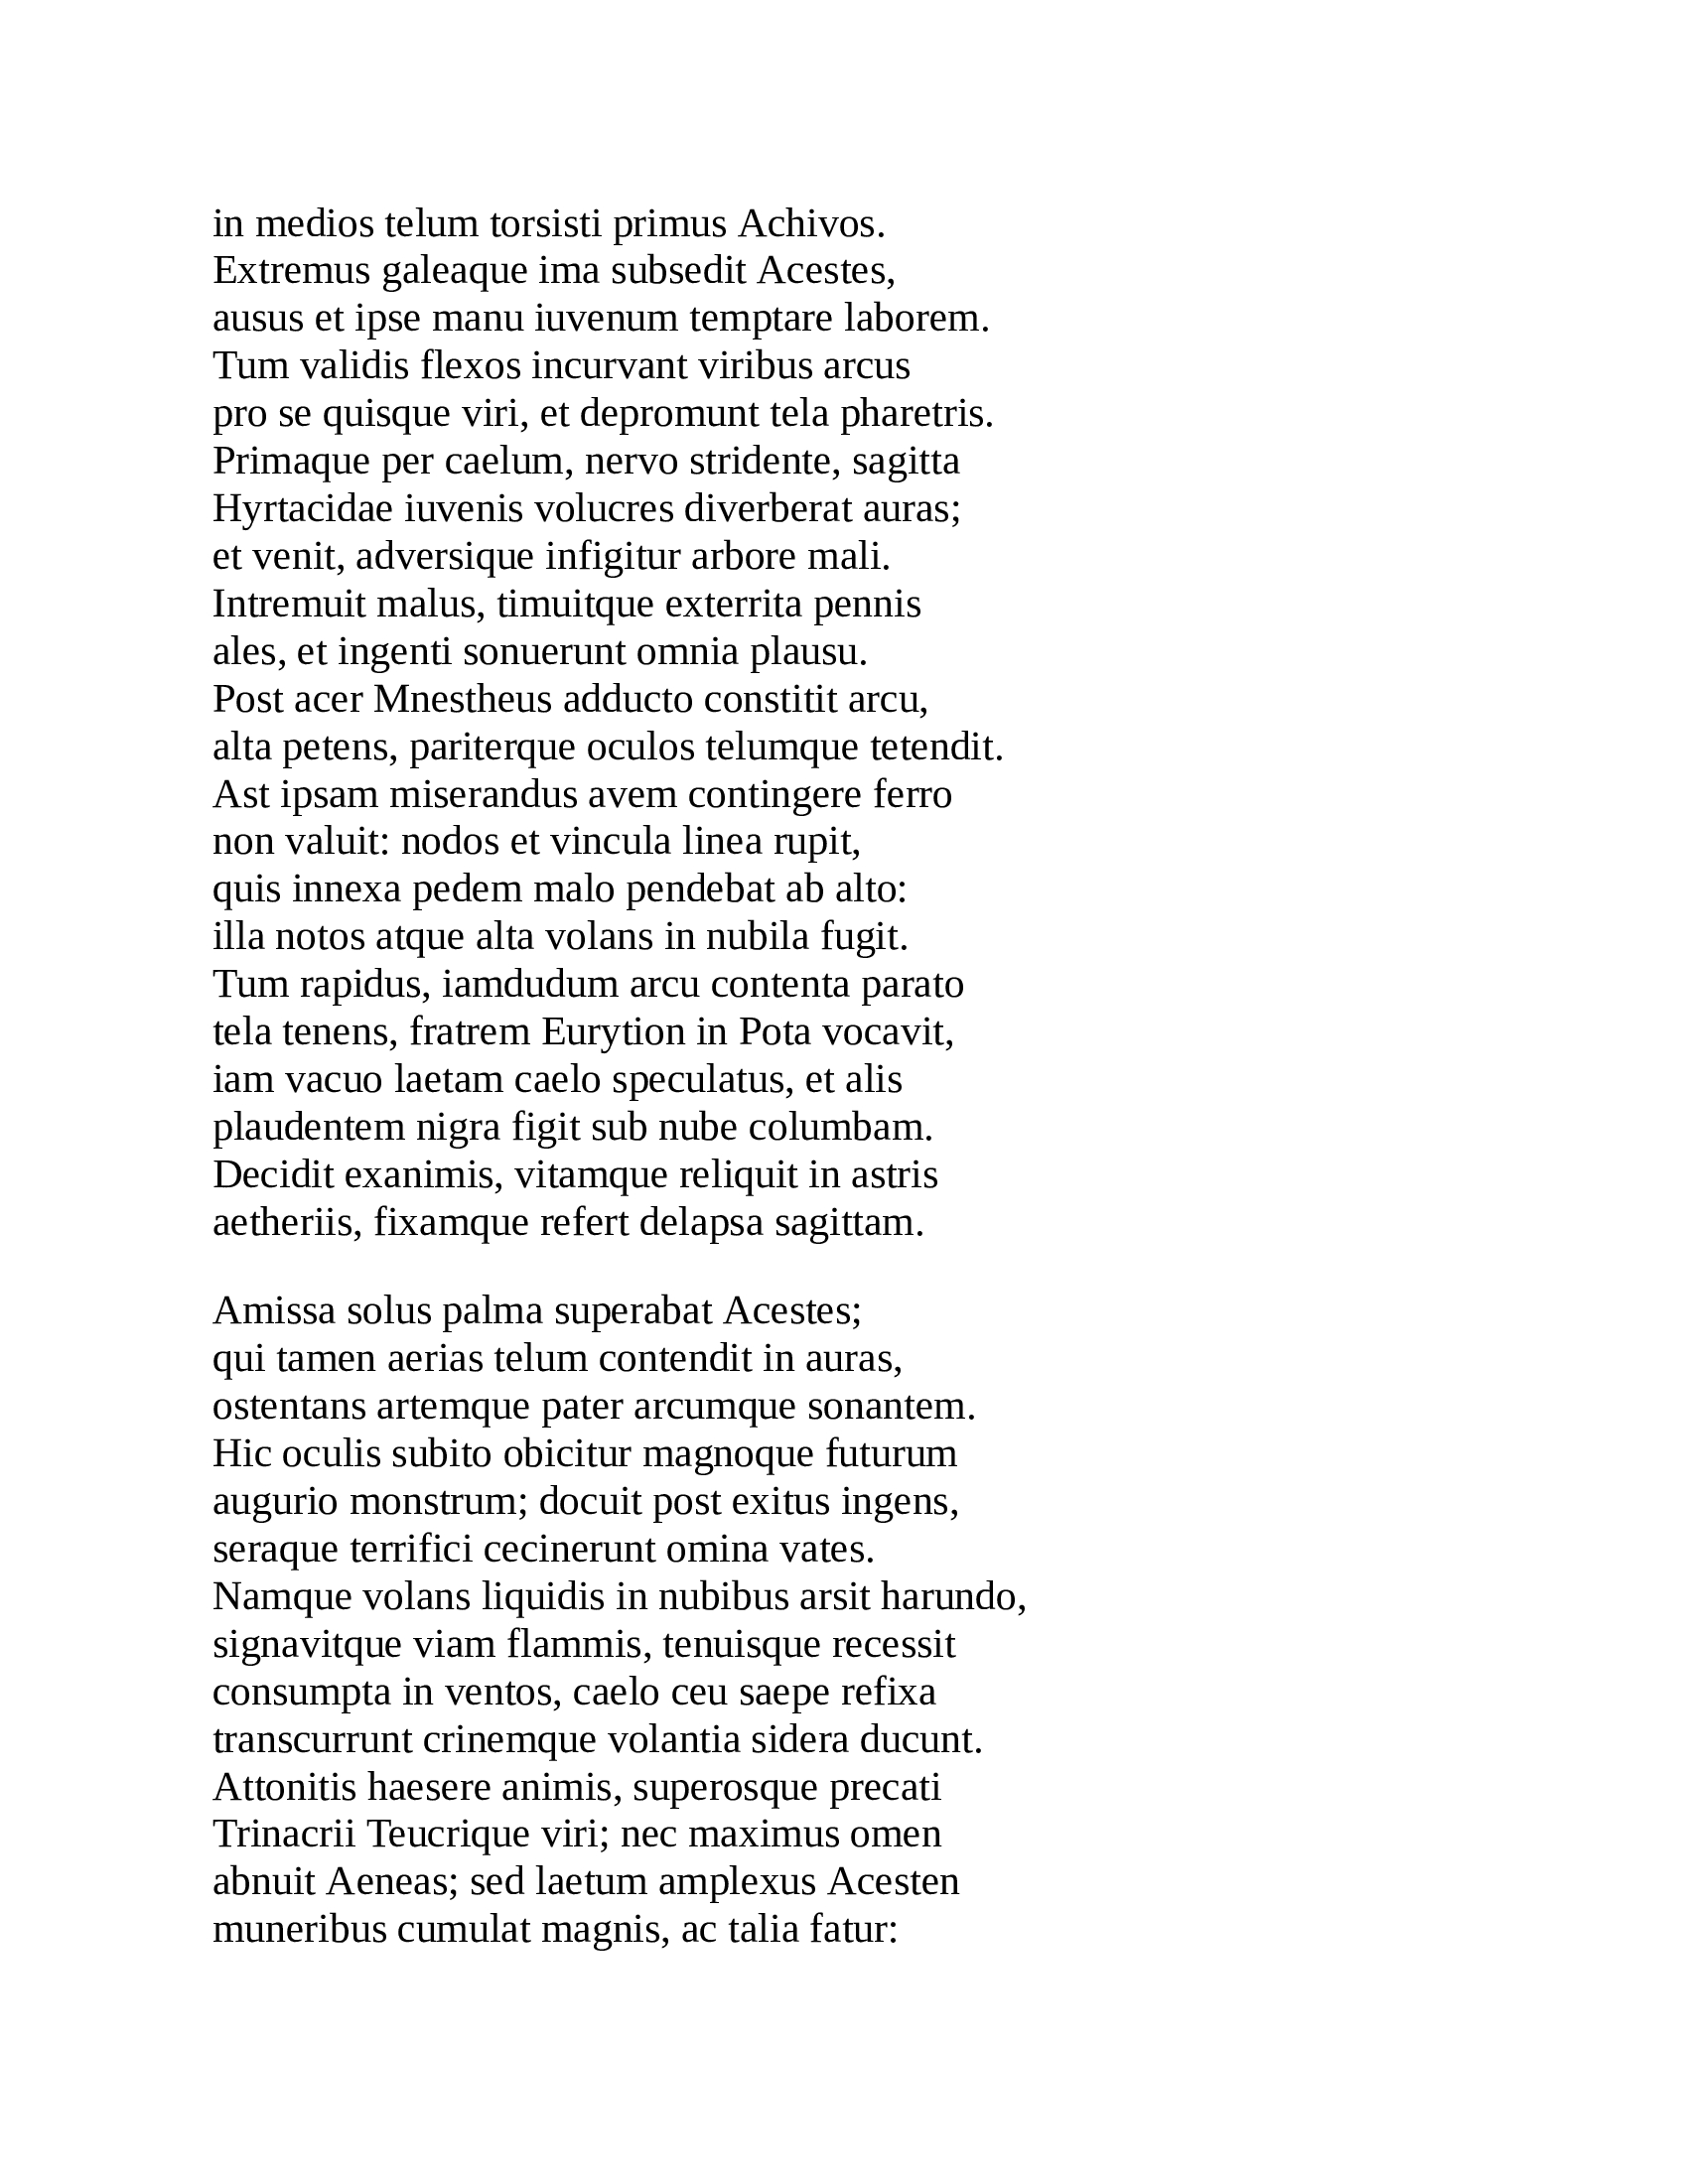 in medios telum torsisti primus Achivos.
Extremus galeaque ima subsedit Acestes,
ausus et ipse manu iuvenum temptare laborem.
Tum validis flexos incurvant viribus arcus
pro se quisque viri, et depromunt tela pharetris.
Primaque per caelum, nervo stridente, sagitta
Hyrtacidae iuvenis volucres diverberat auras;
et venit, adversique infigitur arbore mali.
Intremuit malus, timuitque exterrita pennis
ales, et ingenti sonuerunt omnia plausu.
Post acer Mnestheus adducto constitit arcu,
alta petens, pariterque oculos telumque tetendit.
Ast ipsam miserandus avem contingere ferro
non valuit: nodos et vincula linea rupit,
quis innexa pedem malo pendebat ab alto:
illa notos atque alta volans in nubila fugit.
Tum rapidus, iamdudum arcu contenta parato
tela tenens, fratrem Eurytion in Pota vocavit,
iam vacuo laetam caelo speculatus, et alis
plaudentem nigra figit sub nube columbam.
Decidit exanimis, vitamque reliquit in astris
aetheriis, fixamque refert delapsa sagittam.

Amissa solus palma superabat Acestes;
qui tamen aerias telum contendit in auras,
ostentans artemque pater arcumque sonantem.
Hic oculis subito obicitur magnoque futurum
augurio monstrum; docuit post exitus ingens,
seraque terrifici cecinerunt omina vates.
Namque volans liquidis in nubibus arsit harundo,
signavitque viam flammis, tenuisque recessit
consumpta in ventos, caelo ceu saepe refixa
transcurrunt crinemque volantia sidera ducunt.
Attonitis haesere animis, superosque precati
Trinacrii Teucrique viri; nec maximus omen
abnuit Aeneas; sed laetum amplexus Acesten
muneribus cumulat magnis, ac talia fatur: